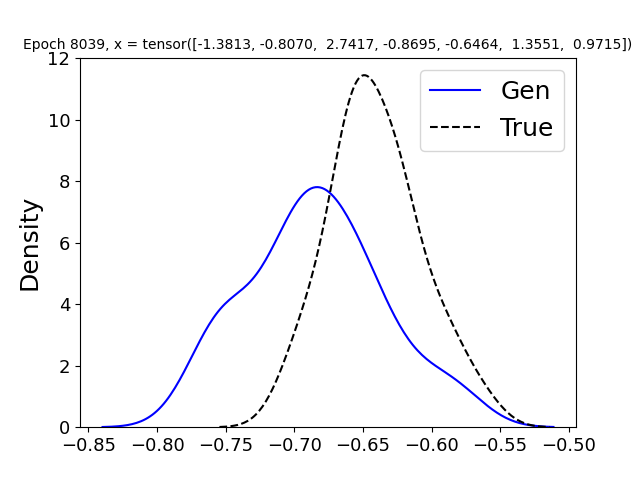 Epoch 8039, x = tensor([-1.3813, -0.8070,  2.7417, -0.8695, -0.6464,  1.3551,  0.9715])
12
10
8
6
4
2
0
Density
Gen
True
−0.85 −0.80 −0.75 −0.70 −0.65 −0.60 −0.55 −0.50